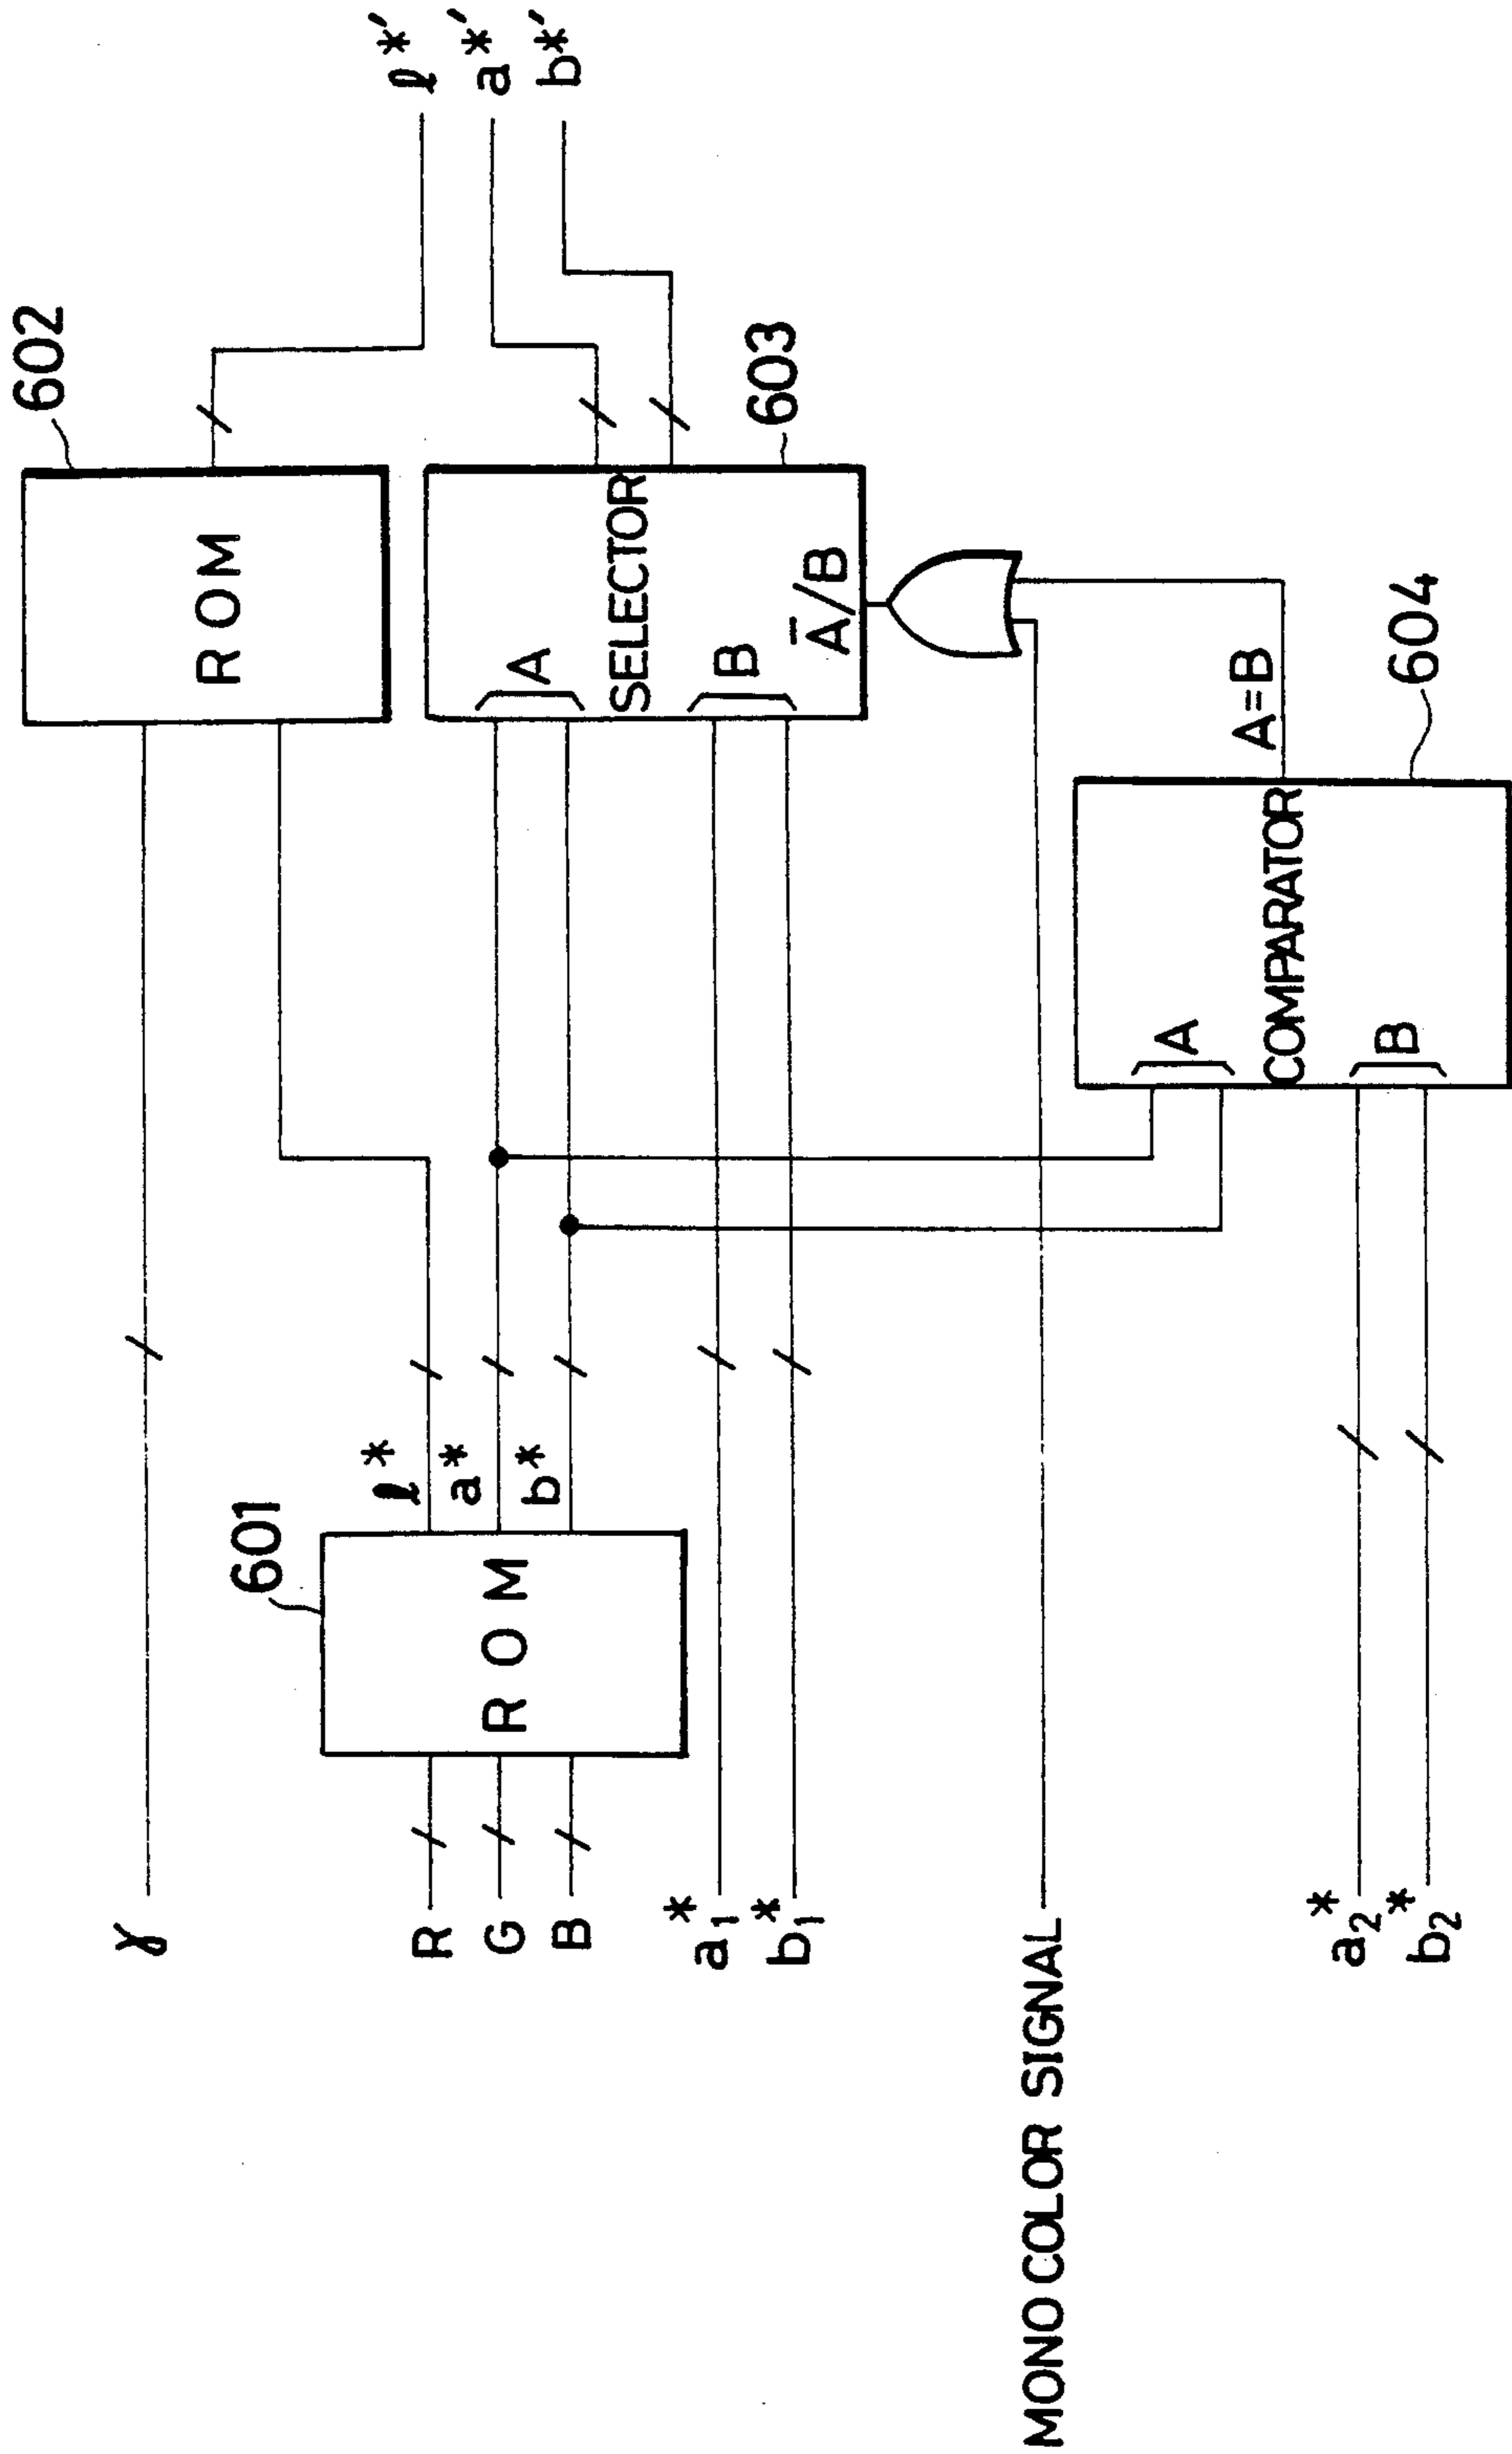 602
ROM
γ
ℓ*'
a*'
b*'
601
ROM
R
G
B
ℓ*
a*
b*
603
SELECTOR
A
B
A̅/B
a₁*
b₁*
MONO COLOR SIGNAL
A=B
604
COMPARATOR
A
B
a₂*
b₂*